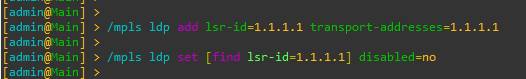 [admin@Main] >
[admin@Main] > /mpls ldp add lsr-id=1.1.1.1 transport-addresses=1.1.1.1
[admin@Main] >
[admin@Main] > /mpls ldp set [find lsr-id=1.1.1.1] disabled=no
[admin@Main] >